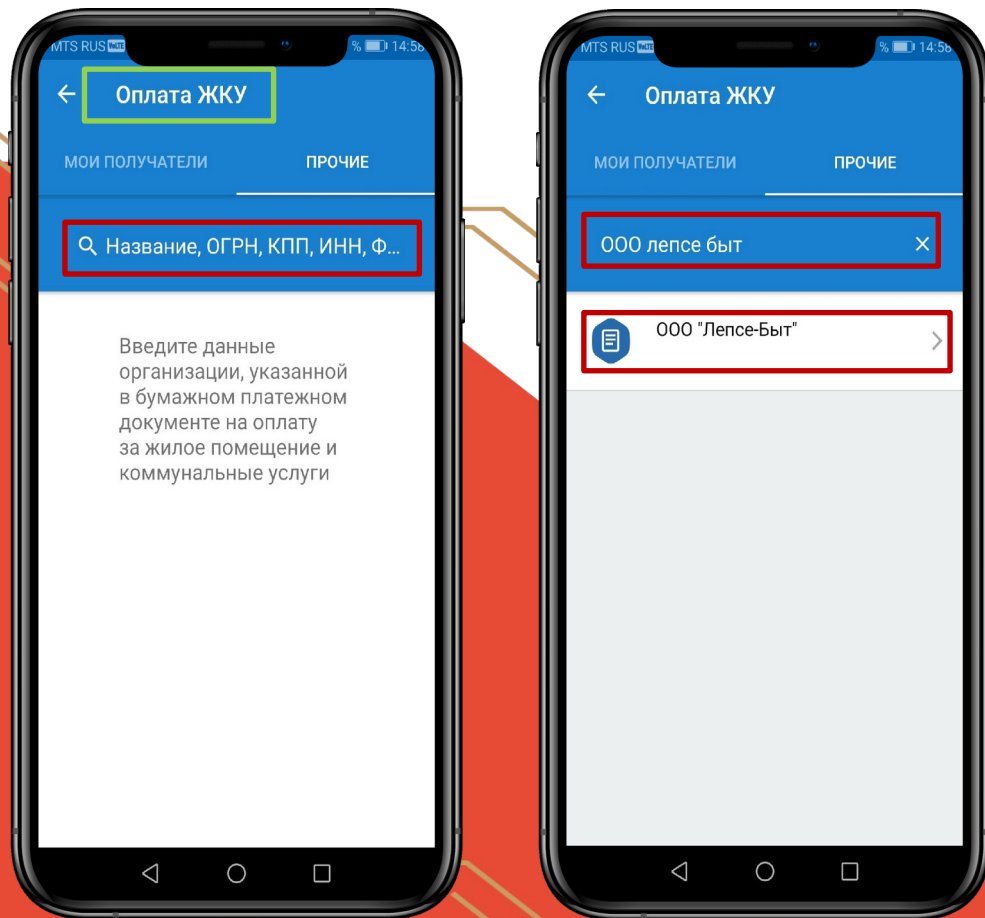 MTS RUS VoLTE % 14:58
Оплата ЖКУ
МОИ ПОЛУЧАТЕЛИ ПРОЧИЕ
Название, ОГРН, КПП, ИНН, Ф...
Введите данные
организации, указанной
в бумажном платежном
документе на оплату
за жилое помещение и
коммунальные услуги
MTS RUS VoLTE % 14:58
Оплата ЖКУ
МОИ ПОЛУЧАТЕЛИ ПРОЧИЕ
ООО лепсе быт
ООО "Лепсе-Быт"